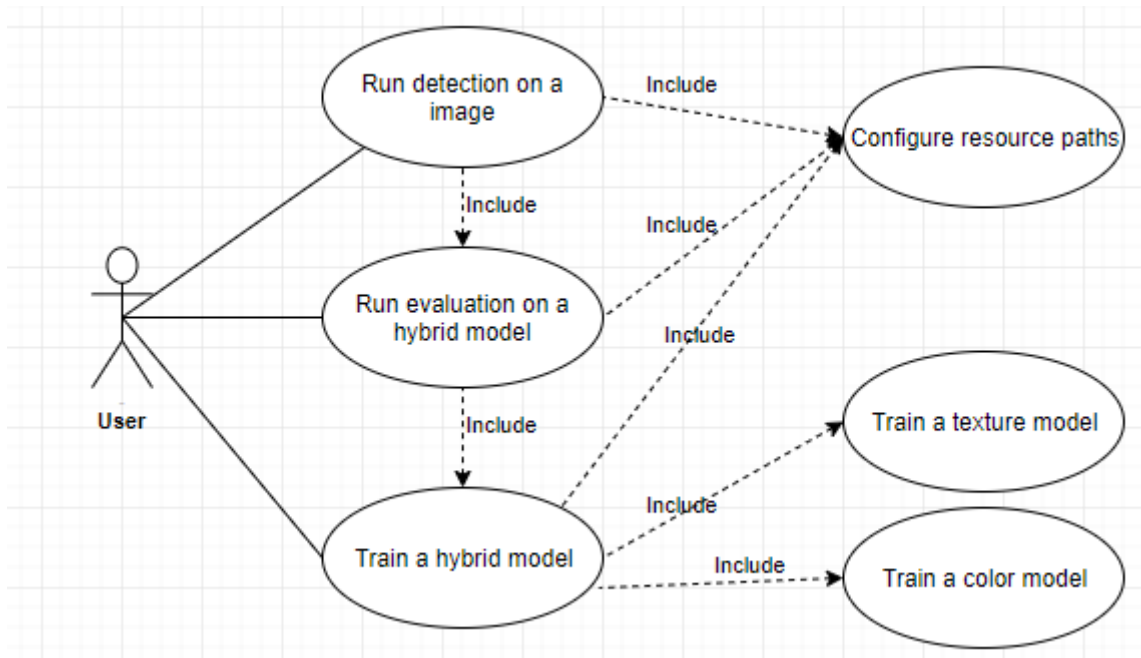 Run detection on a
image
Include
Configure resource paths
Include
Include
Run evaluation on a
hybrid model
Include
User
Include
Train a texture model
Include
Train a hybrid model
Include
Train a color model